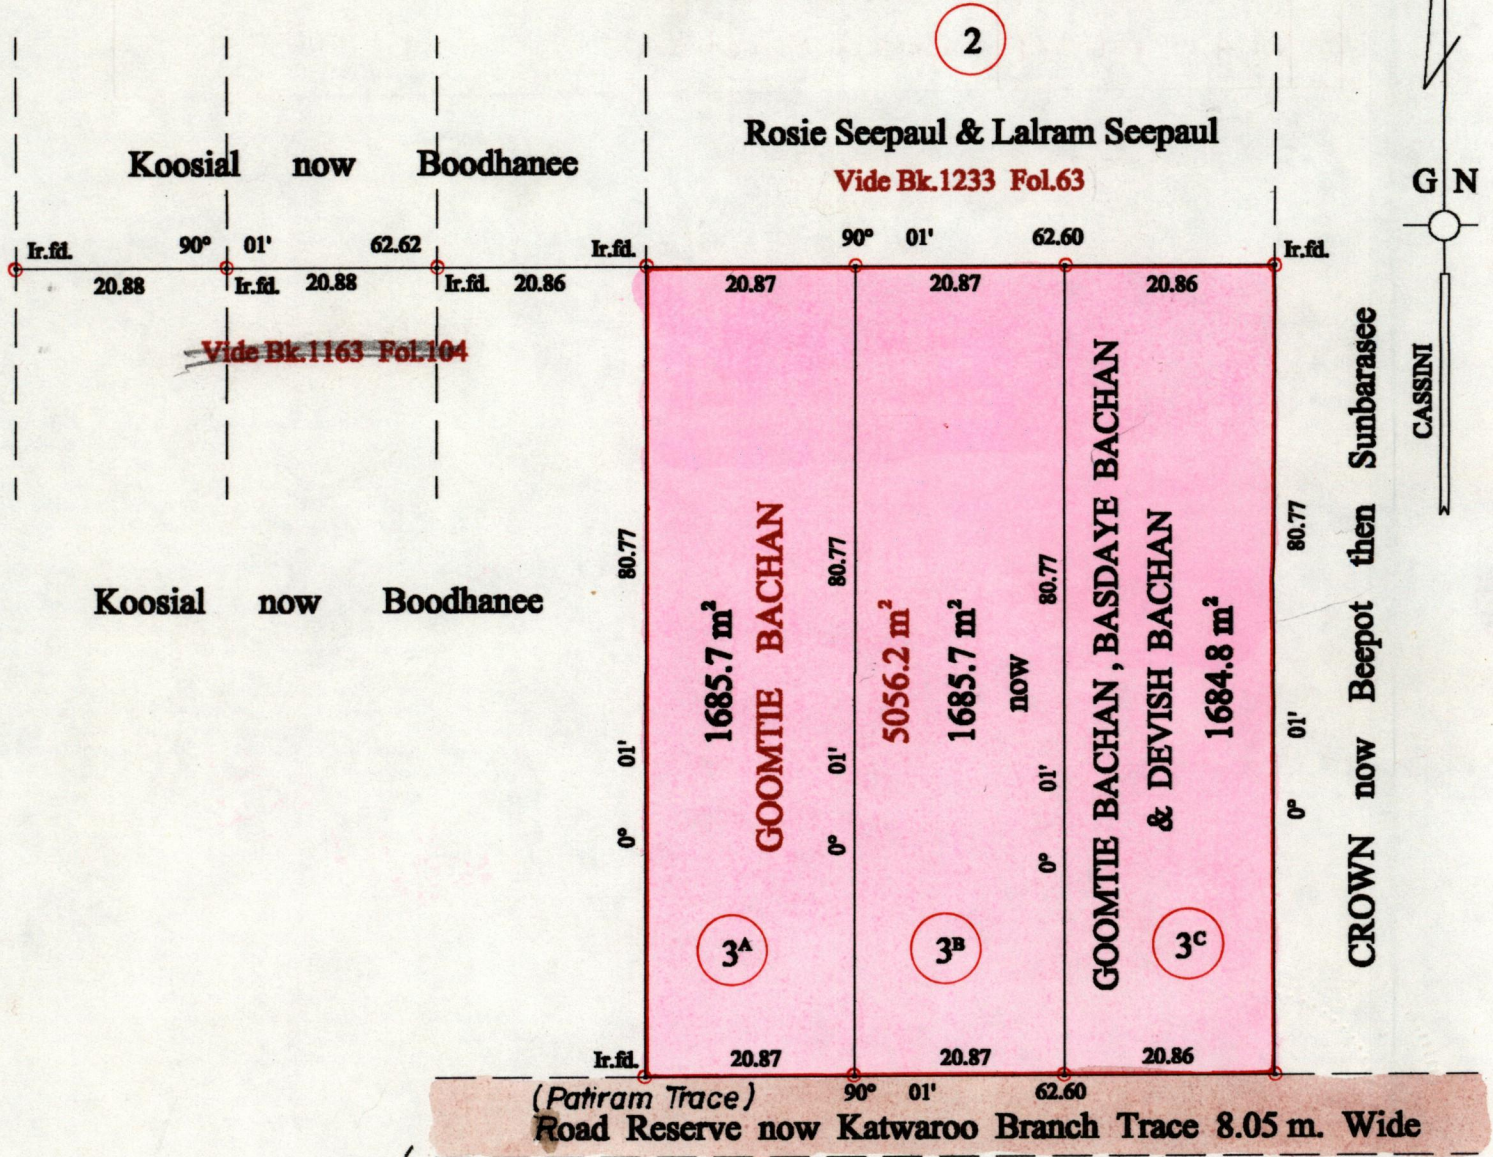 2
Rosie Seepaul & Lalram Seepaul
Vide Bk.1233 Fol.63
Koosial now Boodhanee
G N
Ir.fd. 90° 01' 62.62 Ir.fd. 90° 01' 62.60 Ir.fd.
20.88 Ir.fd. 20.88 Ir.fd. 20.86 20.87 20.87 20.86
Vide Bk.1163 Fol.104
Koosial now Boodhanee
0° 01' 80.77
1685.7 m²
GOOMTIE BACHAN
0° 01' 80.77
5056.2 m²
1685.7 m²
now
0° 01' 80.77
GOOMTIE BACHAN , BASDAYE BACHAN
& DEVISH BACHAN
1684.8 m²
0° 01' 80.77
CROWN now Beepot then Sunbarasee
CASSINI
3A 3B 3C
Ir.fd. 20.87 20.87 20.86
(Patiram Trace) 90° 01' 62.60
Road Reserve now Katwaroo Branch Trace 8.05 m. Wide